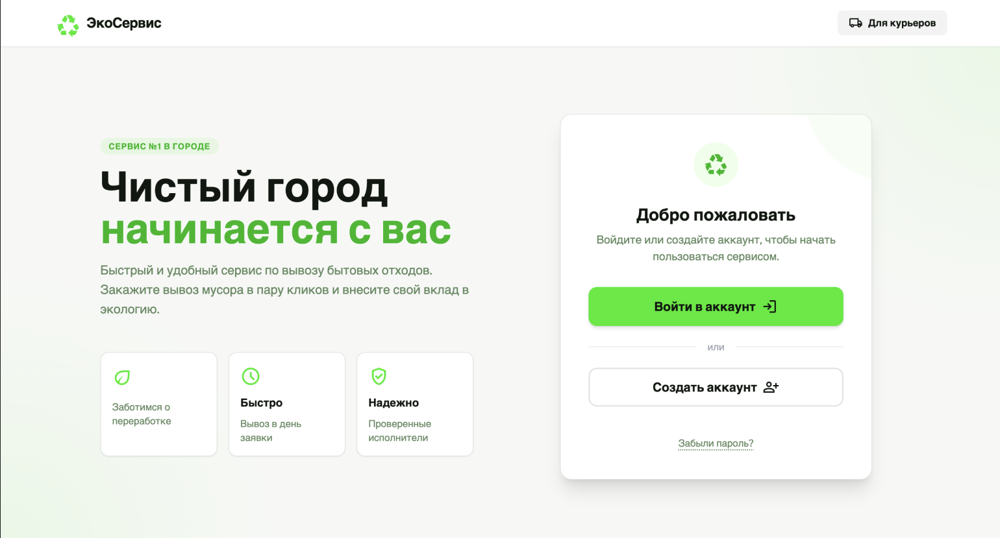 ЭкоСервис
Для курьеров
СЕРВИС №1 В ГОРОДЕ
Чистый город
начинается с вас
Быстрый и удобный сервис по вывозу бытовых отходов.
Закажите вывоз мусора в пару кликов и внесите свой вклад в
экологию.
Заботимся о
переработке
Быстро
Вывоз в день
заявки
Надежно
Проверенные
исполнители
Добро пожаловать
Войдите или создайте аккаунт, чтобы начать
пользоваться сервисом.
Войти в аккаунт
или
Создать аккаунт
Забыли пароль?